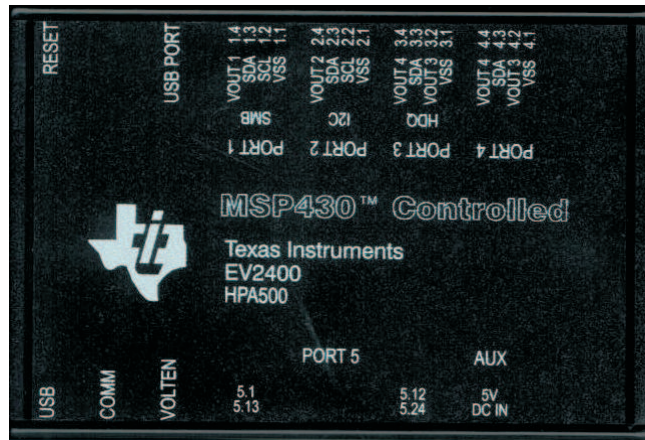 RESET
USB PORT
VOUT 1 1.4
SDA 1.3
SCL 1.2
VSS 1.1
VOUT 2 2.4
SDA 2.3
SCL 2.2
VSS 2.1
VOUT 4 3.4
SDA 3.3
VOUT 3 3.2
VSS 3.1
VOUT 4 4.4
SDA 4.3
VOUT 3 4.2
VSS 4.1
SMB
I2C
HDQ
PORT 1
PORT 2
PORT 3
PORT 4
MSP430™ Controlled
ti
Texas Instruments
EV2400
HPA500
PORT 5
AUX
USB
COMM
VOLTEN
5.1
5.13
5.12
5.24
5V
DC IN